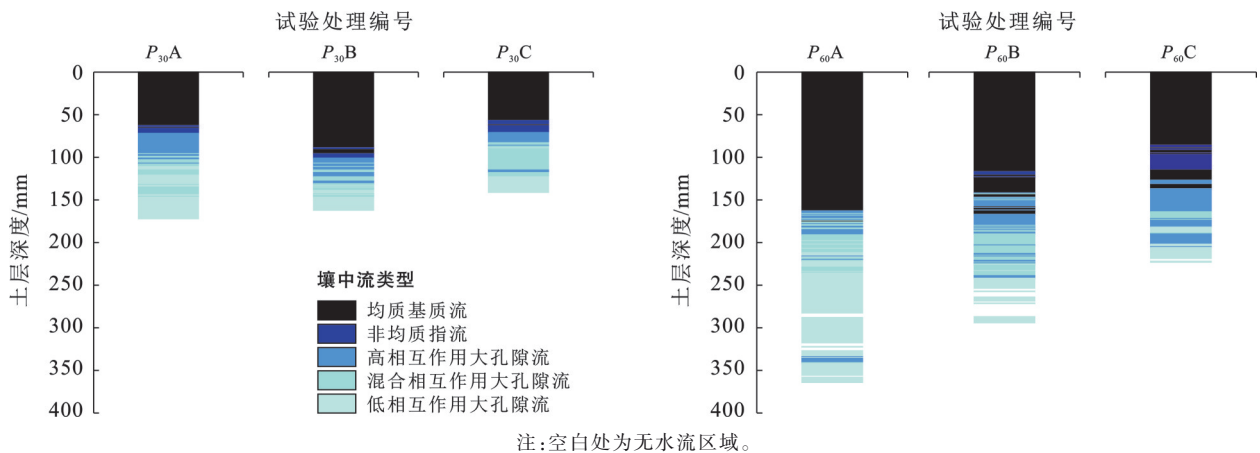 试验处理编号
P₃₀A P₃₀B P₃₀C
0
50
100
150
200
250
300
350
400
土层深度/mm
壤中流类型
均质基质流
非均质指流
高相互作用大孔隙流
混合相互作用大孔隙流
低相互作用大孔隙流
试验处理编号
P₆₀A P₆₀B P₆₀C
0
50
100
150
200
250
300
350
400
土层深度/mm
注:空白处为无水流区域。